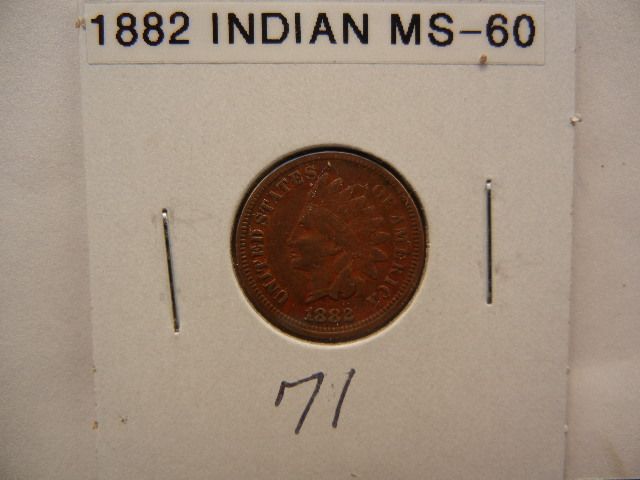 1882 INDIAN MS-60
UNITED STATES OF AMERICA
1882
71